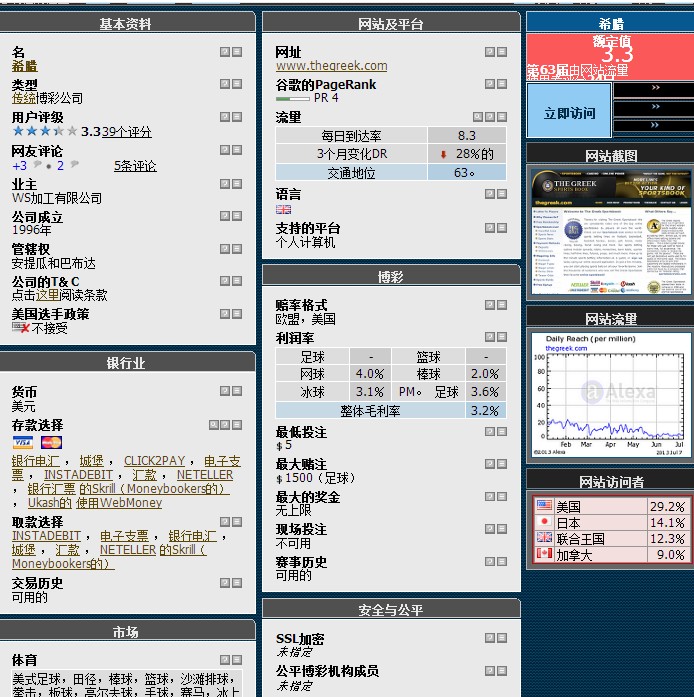 基本资料
名
希腊
类型
传统博彩公司
用户评级
3.3 39个评分
网友评论
+3 ● 2 5条评论
业主
WS加工有限公司
公司成立
1996年
管辖权
安提瓜和巴布达
公司的T& C
点击这里阅读条款
美国选手政策
不接受
银行业
货币
美元
存款选择
VISA
银行电汇 , 城堡 , CLICK2PAY , 电子支
票 , INSTADEBIT , 汇款 , NETELLER
, 银行汇票 的Skrill（Moneybookers的）
, Ukash的 使用WebMoney
取款选择
INSTADEBIT , 电子支票 , 银行电汇 ,
城堡 , 汇款 , NETELLER 的Skrill（
Moneybookers的）
交易历史
可用的
市场
体育
美式足球，田径，棒球，篮球，沙滩排球，
拳击，板球，高尔夫球，手球，赛马，冰上
网站及平台
网址
www.thegreek.com
谷歌的PageRank
PR 4
流量
每日到达率 8.3
3个月变化DR 28%的
交通地位 63。
语言
支持的平台
个人计算机
博彩
赔率格式
欧盟，美国
利润率
足球 - 篮球 -
网球 4.0% 棒球 2.0%
冰球 3.1% PM。 足球 3.6%
整体毛利率 3.2%
最低投注
$ 5
最大赌注
$ 1500（足球）
最大的奖金
无上限
现场投注
不可用
赛事历史
可用的
安全与公平
SSL加密
未指定
公平博彩机构成员
未指定
希腊
额定值
3.3
第63届由网站流量
立即访问
»
»
»
网站截图
THE GREEK
SPORTSBOOK
YOUR KIND OF
SPORTSBOOK
thegreek.com
网站流量
Daily Reach (per million)
thegreek.com
100
80
60
40
20
0
Alexa
Feb Mar Apr May Jun Jul
©2013 Alexa 2013 Jul 7
网站访问者
美国 29.2%
日本 14.1%
联合王国 12.3%
加拿大 9.0%